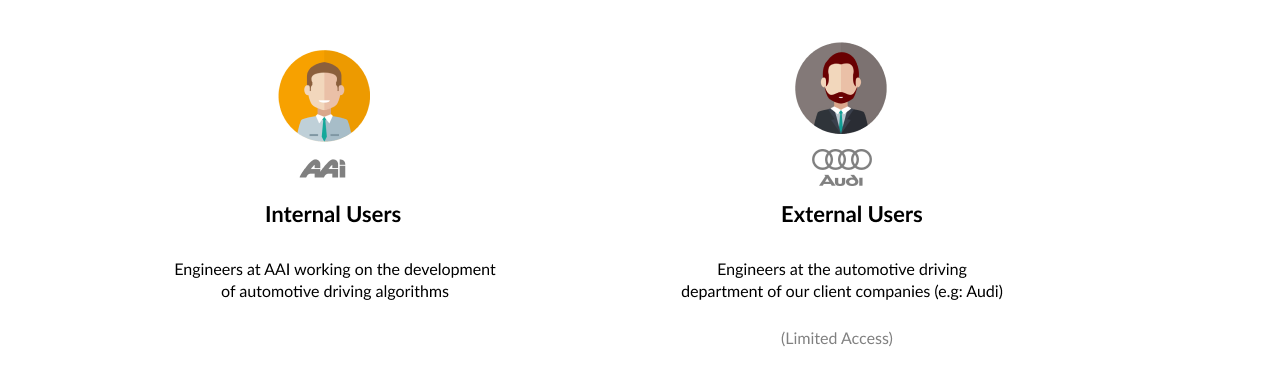 AAi
Internal Users
Engineers at AAI working on the development
of automotive driving algorithms
Audi
External Users
Engineers at the automotive driving
department of our client companies (e.g: Audi)
(Limited Access)